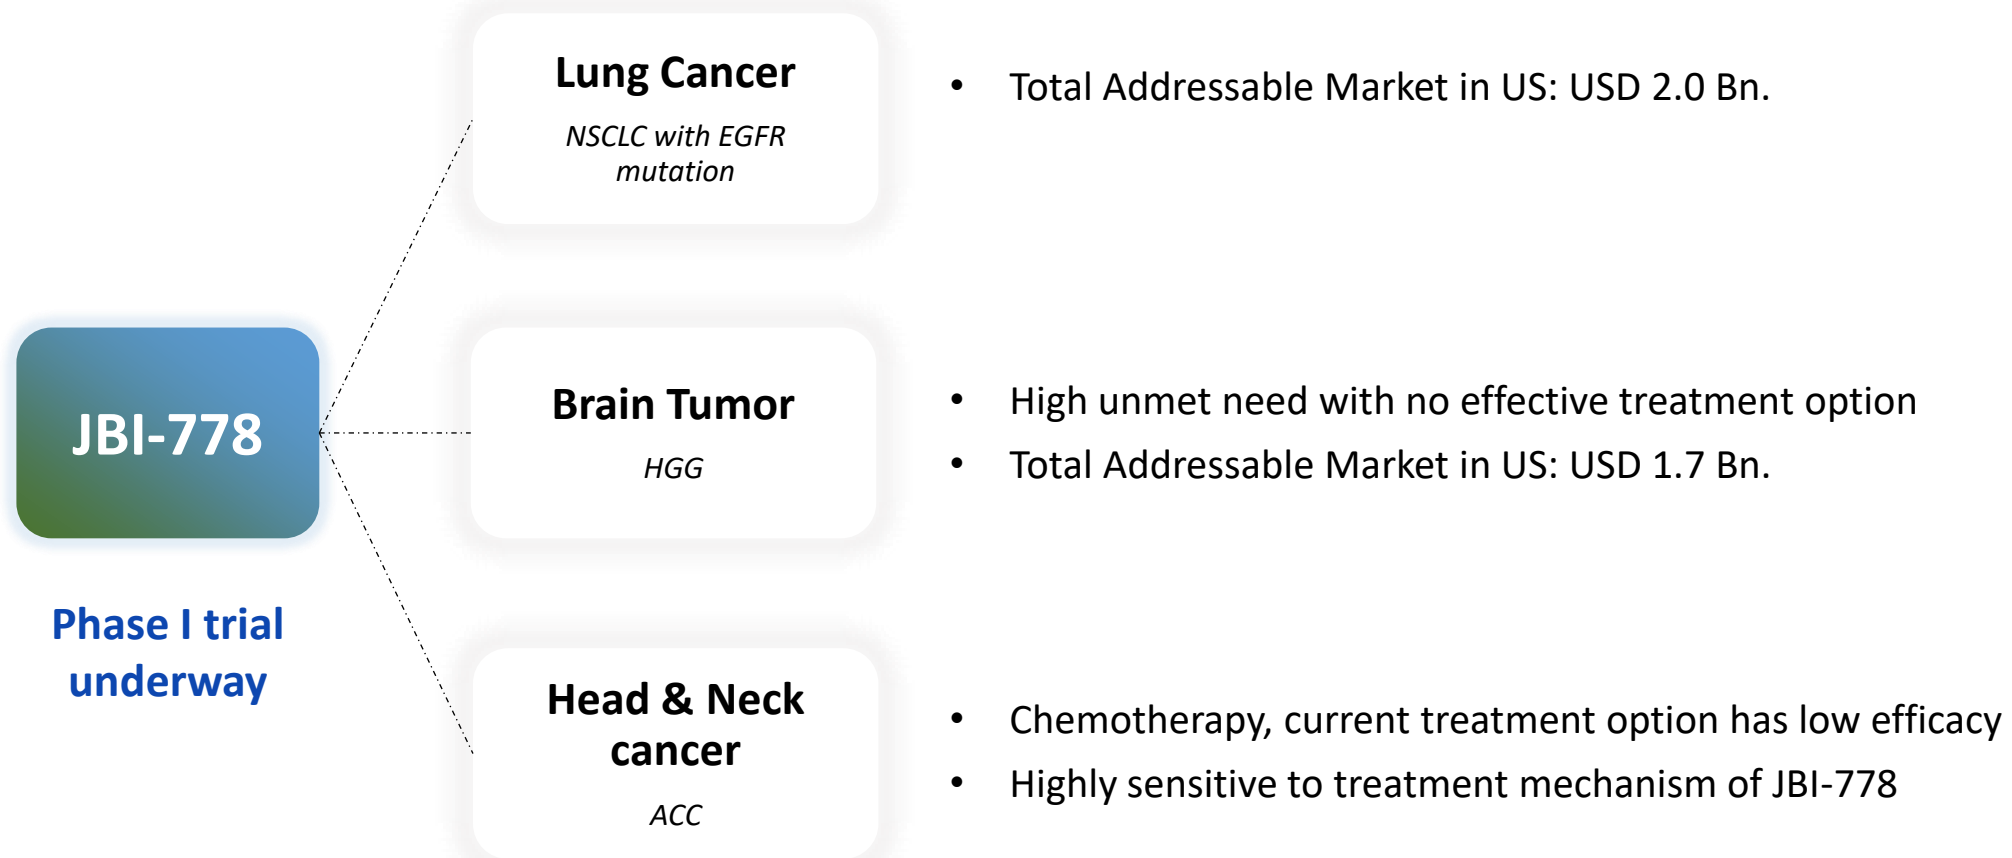 JBI-778
Phase I trial
underway
Lung Cancer
NSCLC with EGFR
mutation
• Total Addressable Market in US: USD 2.0 Bn.
Brain Tumor
HGG
• High unmet need with no effective treatment option
• Total Addressable Market in US: USD 1.7 Bn.
Head & Neck
cancer
ACC
• Chemotherapy, current treatment option has low efficacy
• Highly sensitive to treatment mechanism of JBI-778